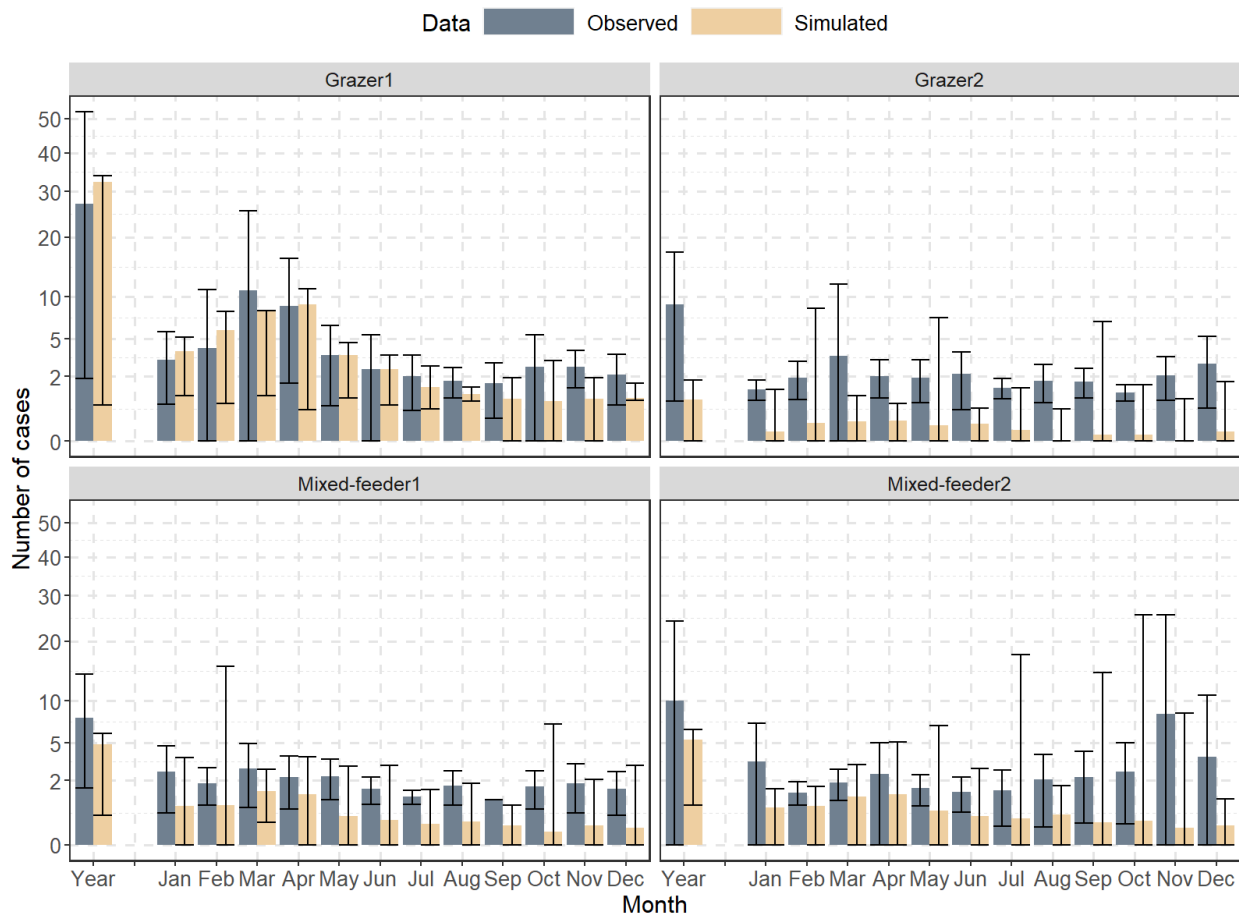 Data Observed Simulated
Grazer1 Grazer2
50
40
30
20
10
5
2
0
Number of cases
Mixed-feeder1 Mixed-feeder2
50
40
30
20
10
5
2
0
Year Jan Feb Mar Apr May Jun Jul Aug Sep Oct Nov Dec Year Jan Feb Mar Apr May Jun Jul Aug Sep Oct Nov Dec
Month